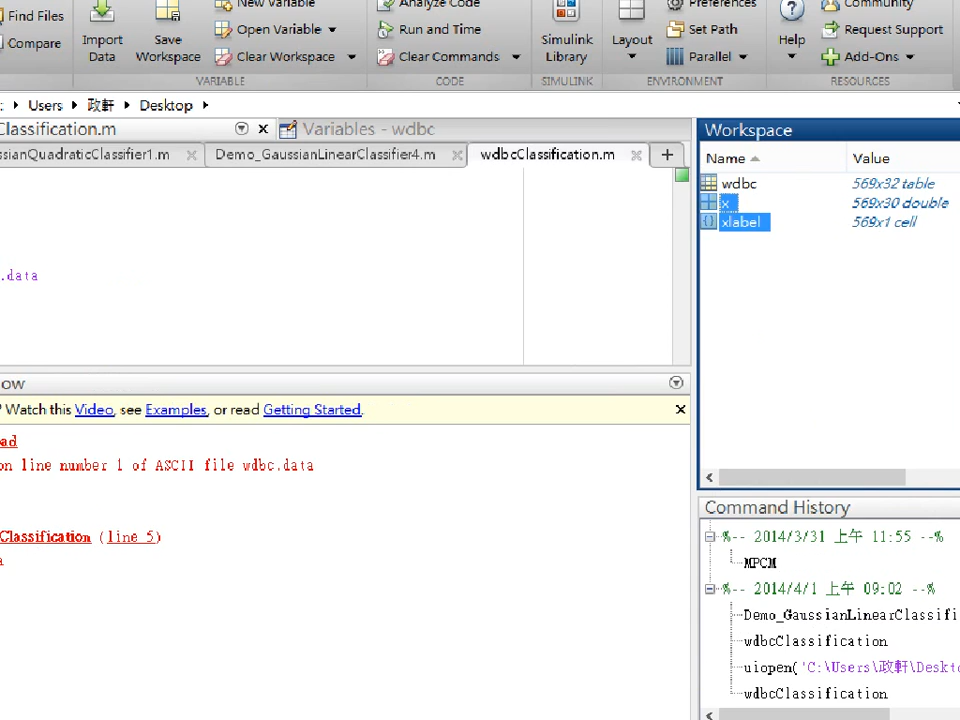 Find Files
Compare
Import
Data
Save
Workspace
New Variable
Open Variable
Clear Workspace
VARIABLE
Analyze Code
Run and Time
Clear Commands
CODE
Simulink
Library
SIMULINK
Layout
Preferences
Set Path
Parallel
ENVIRONMENT
?
Help
Community
Request Support
Add-Ons
RESOURCES
: Users 政軒 Desktop
Classification.m
Variables - wdbc
ssianQuadraticClassifier1.m
Demo_GaussianLinearClassifier4.m
wdbcClassification.m
+
.data
ow
? Watch this Video, see Examples, or read Getting Started.
ad
on line number 1 of ASCII file wdbc.data
Classification (line 5)
a
Workspace
Name Value
wdbc 569x32 table
x 569x30 double
xlabel 569x1 cell
Command History
%-- 2014/3/31 上午 11:55 --%
MPCM
%-- 2014/4/1 上午 09:02 --%
Demo_GaussianLinearClassifi
wdbcClassification
uiopen('C:\Users\政軒\Deskto
wdbcClassification